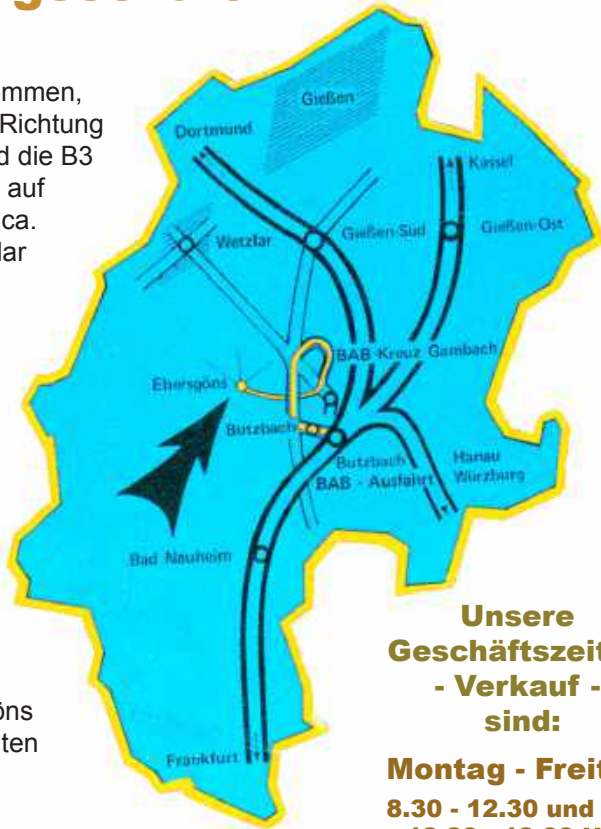 ommen,
Richtung
d die B3
auf
ca.
lar
Gießen
Dortmund
Kassel
Wetzlar
Gießen-Süd
Gießen-Ost
BAB-Kreuz Gambach
Ebersgöns
Butzbach
Butzbach
BAB - Ausfahrt
Hanau
Würzburg
Bad Nauheim
Frankfurt
öns
ten
Unsere
Geschäftszeit
- Verkauf -
sind:
Montag - Freit
8.30 - 12.30 und